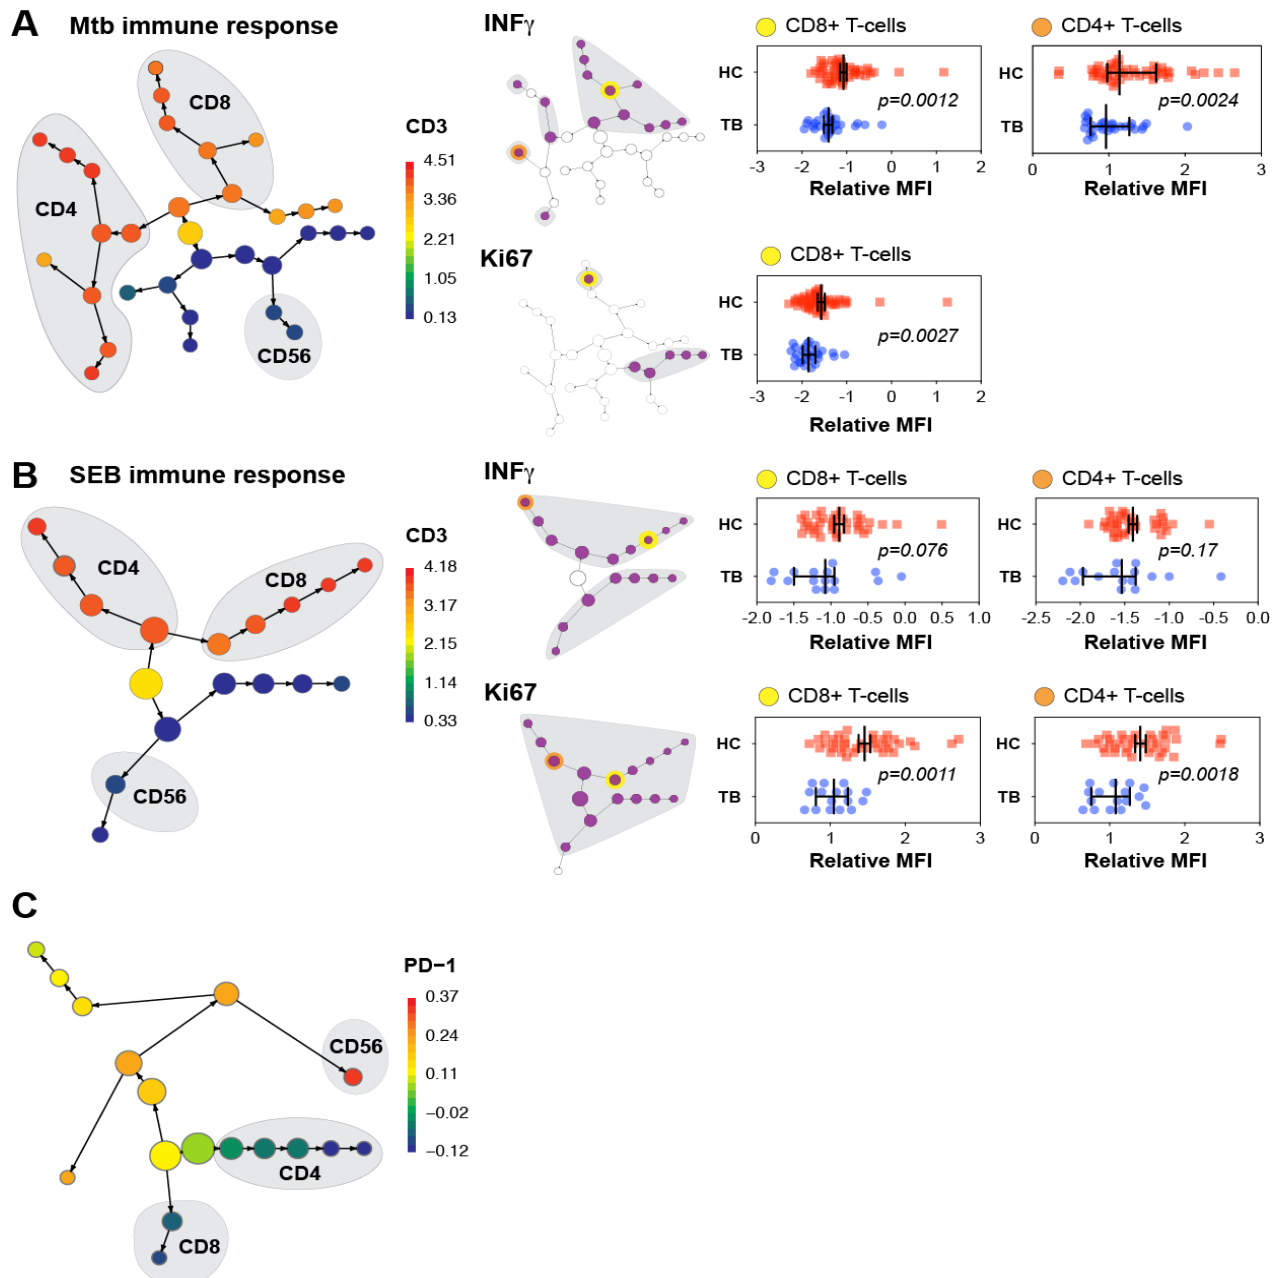 A
Mtb immune response
CD8
CD4
CD56
CD3
4.51
3.36
2.21
1.05
0.13
INFγ
CD8+ T-cells
HC
TB
p=0.0012
-3 -2 -1 0 1 2
Relative MFI
CD4+ T-cells
HC
TB
p=0.0024
0 1 2 3
Relative MFI
Ki67
CD8+ T-cells
HC
TB
p=0.0027
-3 -2 -1 0 1 2
Relative MFI
B
SEB immune response
CD4
CD8
CD56
CD3
4.18
3.17
2.15
1.14
0.33
INFγ
CD8+ T-cells
HC
TB
p=0.076
-2.0 -1.5 -1.0 -0.5 0.0 0.5 1.0
Relative MFI
CD4+ T-cells
HC
TB
p=0.17
-2.5 -2.0 -1.5 -1.0 -0.5 0.0
Relative MFI
Ki67
CD8+ T-cells
HC
TB
p=0.0011
0 1 2 3
Relative MFI
CD4+ T-cells
HC
TB
p=0.0018
0 1 2 3
Relative MFI
C
CD56
CD4
CD8
PD−1
0.37
0.24
0.11
−0.02
−0.12